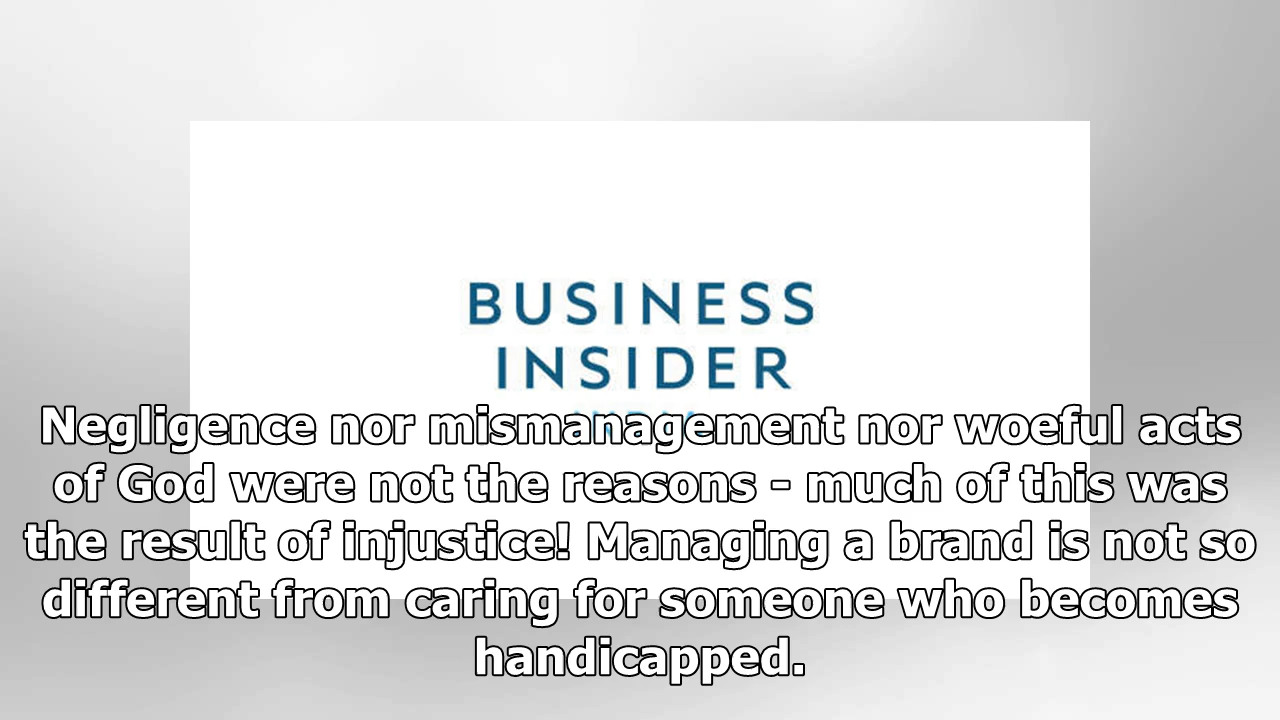 BUSINESS
INSIDER
Negligence nor mismanagement nor woeful acts
of God were not the reasons - much of this was
the result of injustice! Managing a brand is not so
different from caring for someone who becomes
handicapped.